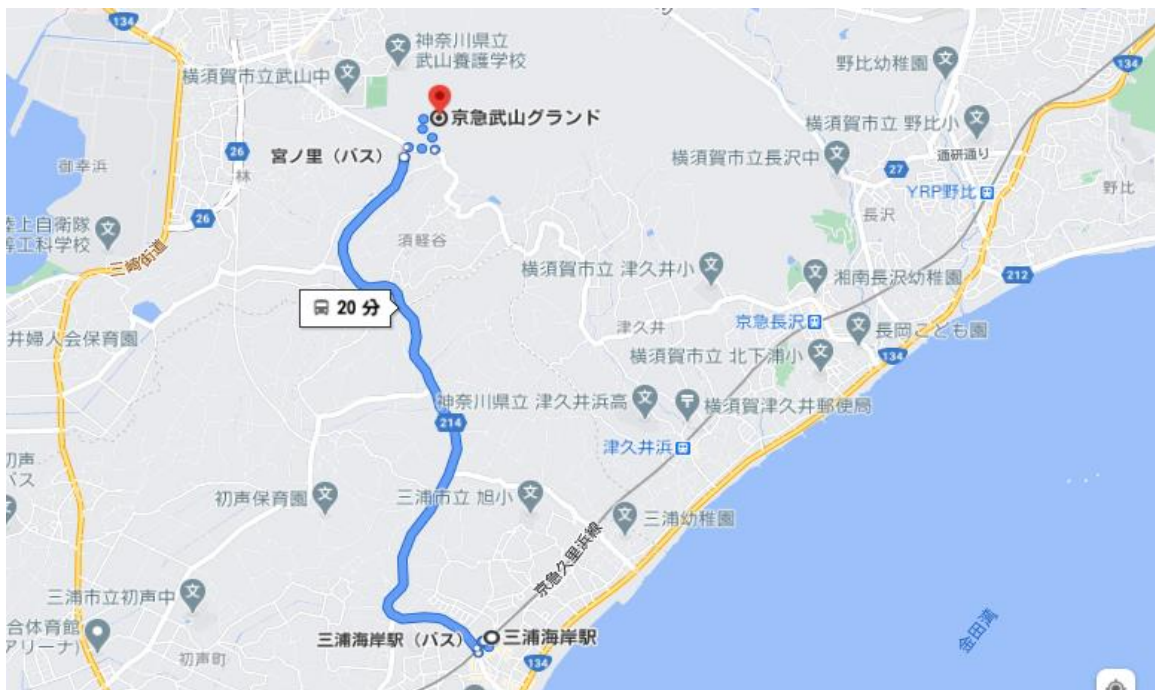 134
神奈川県立
武山養護学校
横須賀市立武山中
野比幼稚園
134
京急武山グランド
横須賀市立 野比小
宮ノ里（バス）
26
林
御幸浜
横須賀市立長沢中
通研通り
27
YRP野比
野比
26
陸上自衛隊
等工科学校
三崎街道
須軽谷
長沢
横須賀市立 津久井小
湘南長沢幼稚園
212
20 分
井婦人会保育園
津久井
京急長沢
長岡こども園
横須賀市立 北下浦小
134
神奈川県立 津久井浜高
横須賀津久井郵便局
214
津久井浜
初声
バス
初声保育園
三浦市立 旭小
三浦幼稚園
京急久里浜線
三浦市立初声中
合体育館
アリーナ)
初声町
三浦海岸駅（バス）
三浦海岸駅
134
金田湾